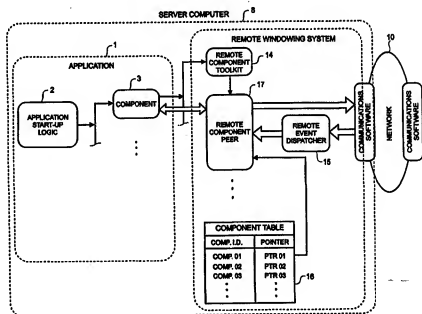 SERVER COMPUTER
8
1
APPLICATION
2
APPLICATION
START-UP
LOGIC
3
COMPONENT
REMOTE WINDOWING SYSTEM
REMOTE
COMPONENT
TOOLKIT
14
17
REMOTE
COMPONENT
PEER
REMOTE
EVENT
DISPATCHER
15
COMMUNICATIONS
SOFTWARE
10
NETWORK
COMMUNICATIONS
SOFTWARE
COMPONENT TABLE
COMP. I.D. POINTER
COMP. 01 PTR 01
COMP. 02 PTR 02
COMP. 03 PTR 03
16